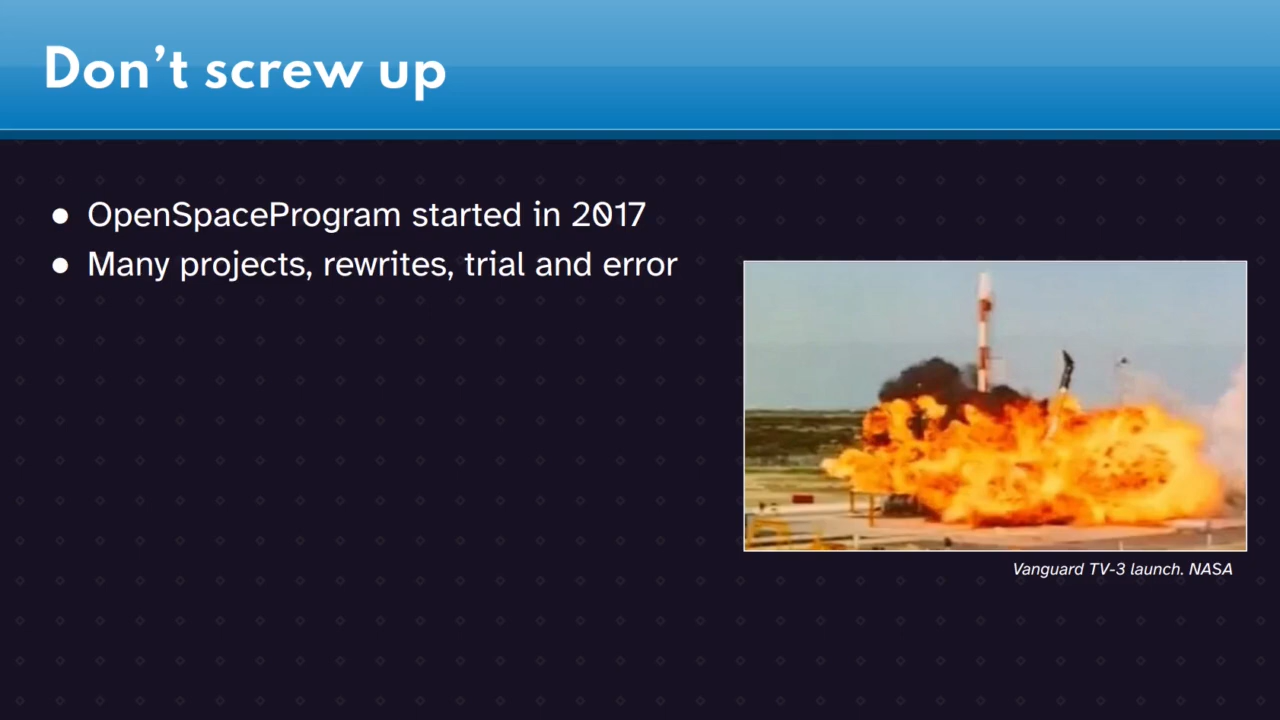 Don’t screw up
● OpenSpaceProgram started in 2017
● Many projects, rewrites, trial and error
Vanguard TV-3 launch. NASA